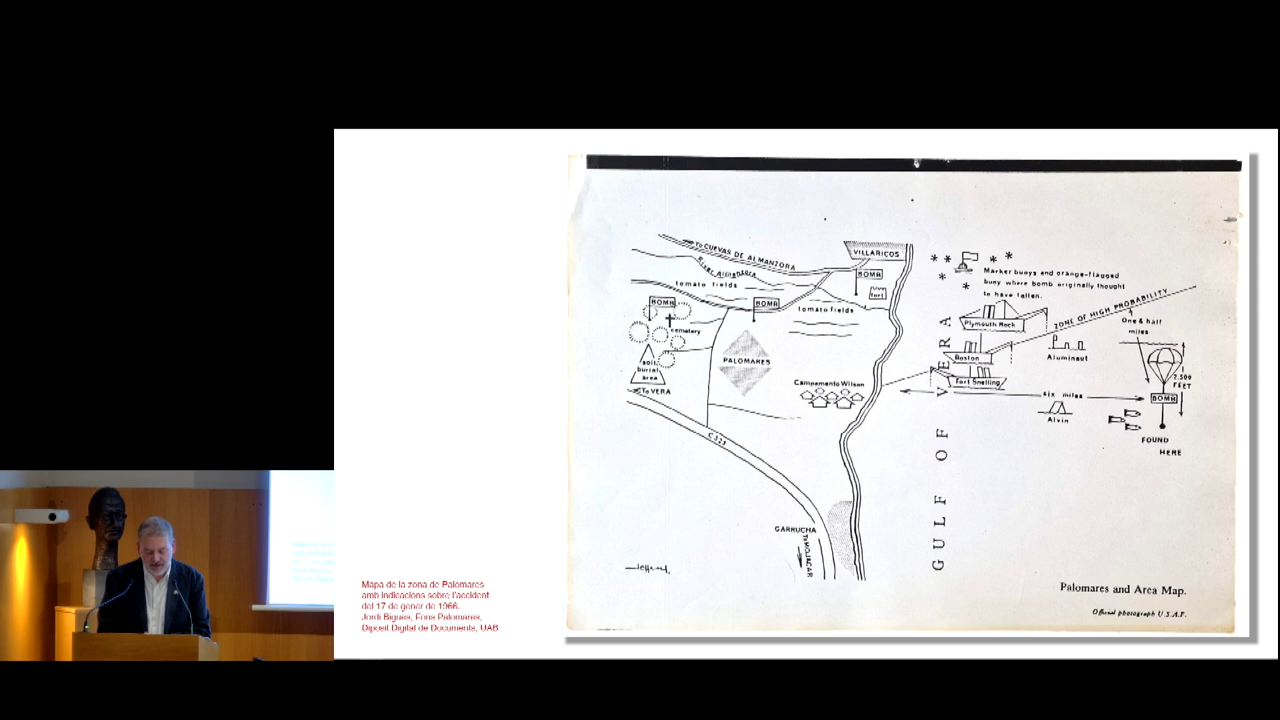 To CUEVAS DE ALMANZORA
VILLARICOS
River Almanzora
BOMB
tomato fields
fort
BOMB
BOMB
tomato fields
cemetery
PALOMARES
soil
burial
area
To VERA
Campamento Wilson
C 323
GARRUCHA
To MOJACAR
GULF OF VERA
Marker buoys and orange-flagged
buoy where bomb originally thought
to have fallen.
ZONE OF HIGH PROBABILITY
Plymouth Rock
One & half
miles
Boston
Aluminaut
Fort Snelling
2,500
FEET
six miles
BOMB
Alvin
FOUND
HERE
Palomares and Area Map.
Official photograph U.S.A.F.
Mapa de la zona de Palomares
amb indicacions sobre l'accident
del 17 de gener de 1966.
Jordi Bigues, Fons Palomares,
Dipòsit Digital de Documents, UAB